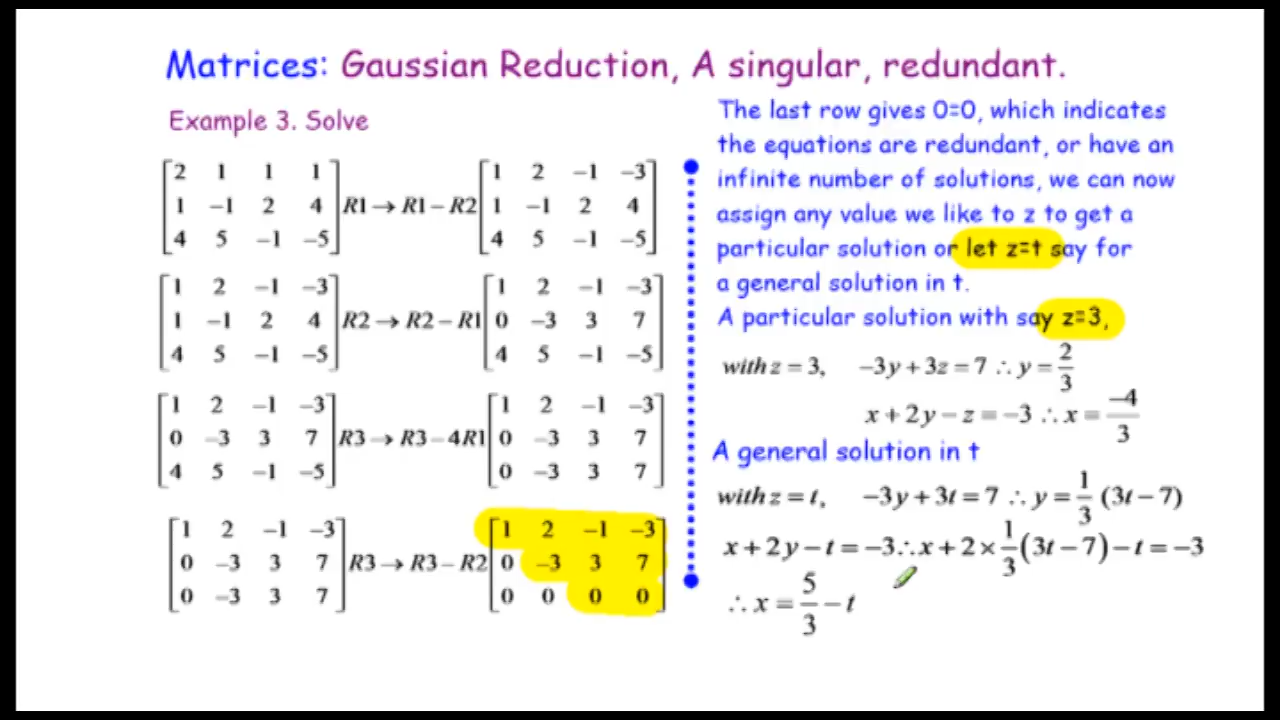 Matrices: Gaussian Reduction, A singular, redundant.
Example 3. Solve
[2 1 1 1] [1 2 −1 −3]
[1 −1 2 4] R1 → R1 − R2 [1 −1 2 4]
[4 5 −1 −5] [4 5 −1 −5]
[1 2 −1 −3] [1 2 −1 −3]
[1 −1 2 4] R2 → R2 − R1 [0 −3 3 7]
[4 5 −1 −5] [4 5 −1 −5]
[1 2 −1 −3] [1 2 −1 −3]
[0 −3 3 7] R3 → R3 − 4R1 [0 −3 3 7]
[4 5 −1 −5] [0 −3 3 7]
[1 2 −1 −3] [1 2 −1 −3]
[0 −3 3 7] R3 → R3 − R2 [0 −3 3 7]
[0 −3 3 7] [0 0 0 0]
The last row gives 0=0, which indicates
the equations are redundant, or have an
infinite number of solutions, we can now
assign any value we like to z to get a
particular solution or let z=t say for
a general solution in t.
A particular solution with say z=3,
with z = 3, −3y + 3z = 7 ∴ y = 2/3
x + 2y − z = −3 ∴ x = −4/3
A general solution in t
with z = t, −3y + 3t = 7 ∴ y = 1/3 (3t − 7)
x + 2y − t = −3 ∴ x + 2 × 1/3 (3t − 7) − t = −3
∴ x = 5/3 − t